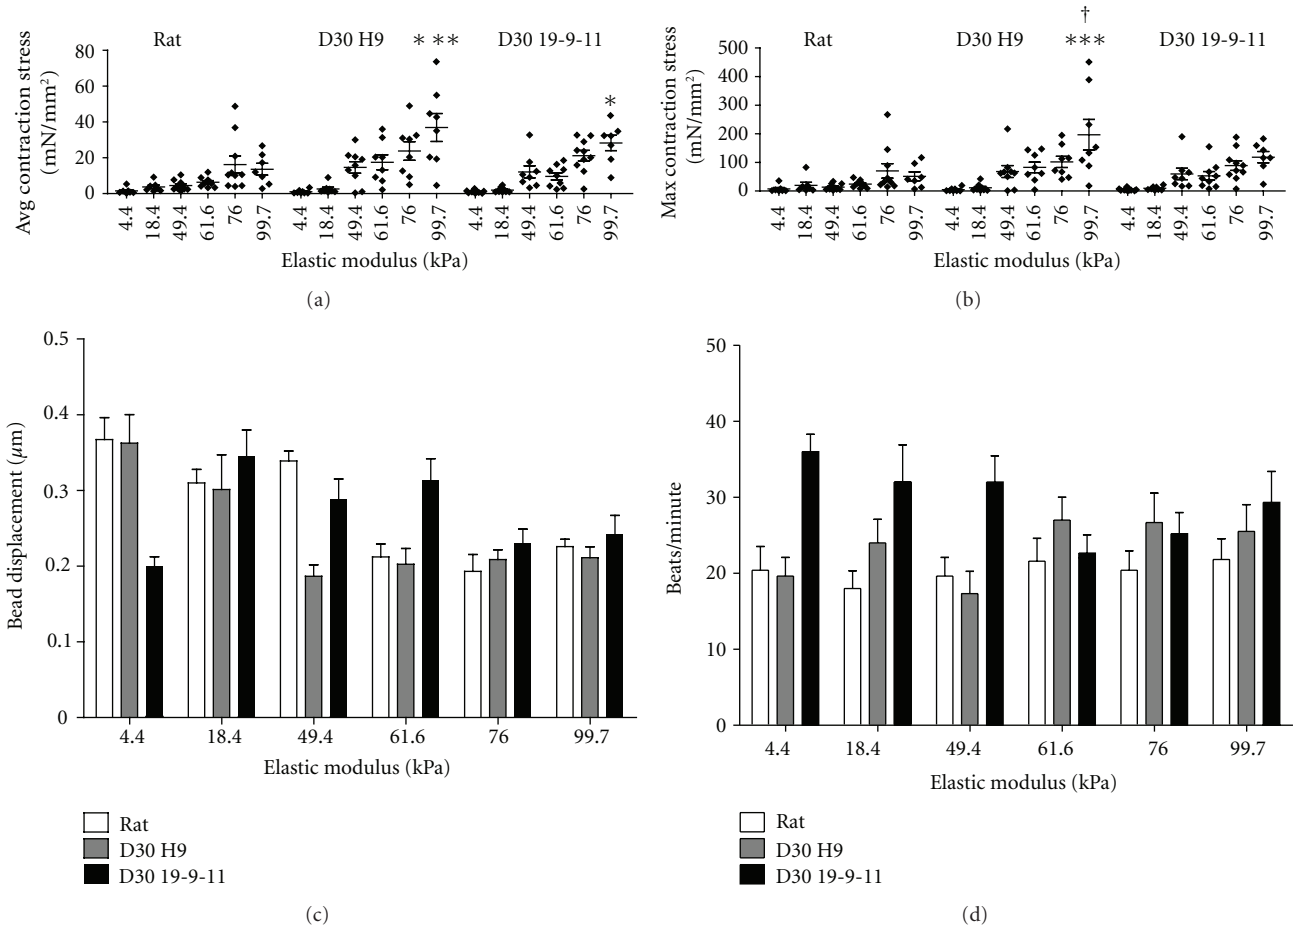 Rat D30 H9 * ** D30 19-9-11
*
Avg contraction stress
(mN/mm²)
80
60
40
20
0
4.4 18.4 49.4 61.6 76 99.7 4.4 18.4 49.4 61.6 76 99.7 4.4 18.4 49.4 61.6 76 99.7
Elastic modulus (kPa)
(a)
†
Rat D30 H9 *** D30 19-9-11
Max contraction stress
(mN/mm²)
500
400
300
200
100
0
4.4 18.4 49.4 61.6 76 99.7 4.4 18.4 49.4 61.6 76 99.7 4.4 18.4 49.4 61.6 76 99.7
Elastic modulus (kPa)
(b)
Bead displacement (μm)
0.5
0.4
0.3
0.2
0.1
0
4.4 18.4 49.4 61.6 76 99.7
Elastic modulus (kPa)
Rat
D30 H9
D30 19-9-11
(c)
Beats/minute
50
40
30
20
10
0
4.4 18.4 49.4 61.6 76 99.7
Elastic modulus (kPa)
Rat
D30 H9
D30 19-9-11
(d)